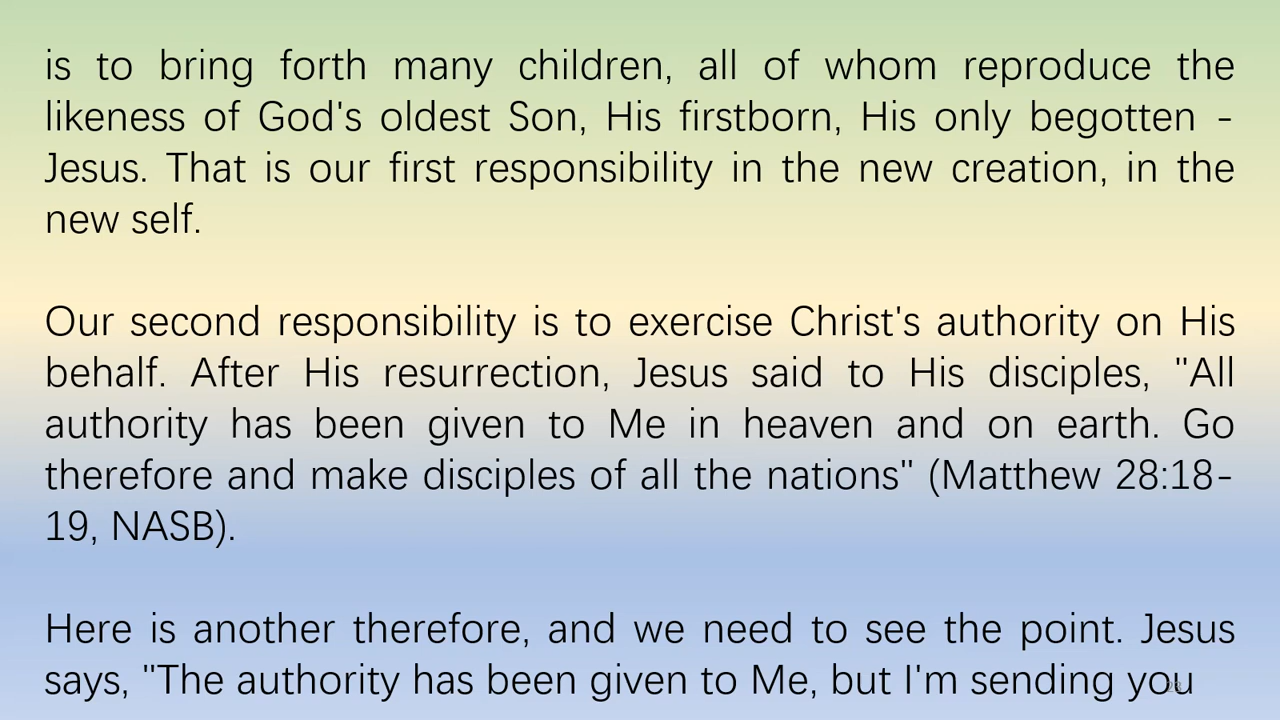 is to bring forth many children, all of whom reproduce the
likeness of God's oldest Son, His firstborn, His only begotten -
Jesus. That is our first responsibility in the new creation, in the
new self.
Our second responsibility is to exercise Christ's authority on His
behalf. After His resurrection, Jesus said to His disciples, "All
authority has been given to Me in heaven and on earth. Go
therefore and make disciples of all the nations" (Matthew 28:18-
19, NASB).
Here is another therefore, and we need to see the point. Jesus
says, "The authority has been given to Me, but I'm sending you